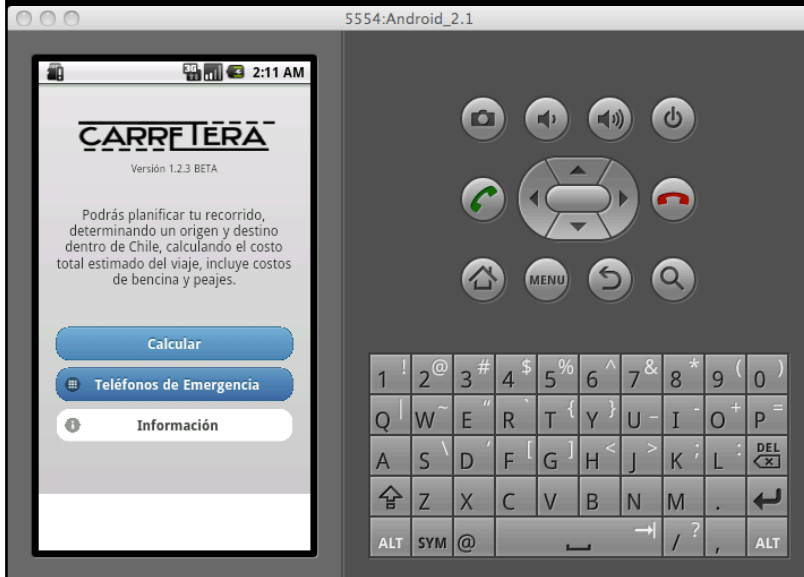 5554:Android_2.1
3G 2:11 AM
CARRETERA
Versión 1.2.3 BETA
Podrás planificar tu recorrido,
determinando un origen y destino
dentro de Chile, calculando el costo
total estimado del viaje, incluye costos
de bencina y peajes.
Calcular
Teléfonos de Emergencia
Información
MENU
1 ! 2 @ 3 # 4 $ 5 % 6 ^ 7 & 8 * 9 ( 0 )
Q | W ~ E " R ` T { Y } U _ I - O + P =
A S \ D ' F [ G ] H < J > K ; L : DEL
Z X C V B N M .
ALT SYM @ / ? , ALT